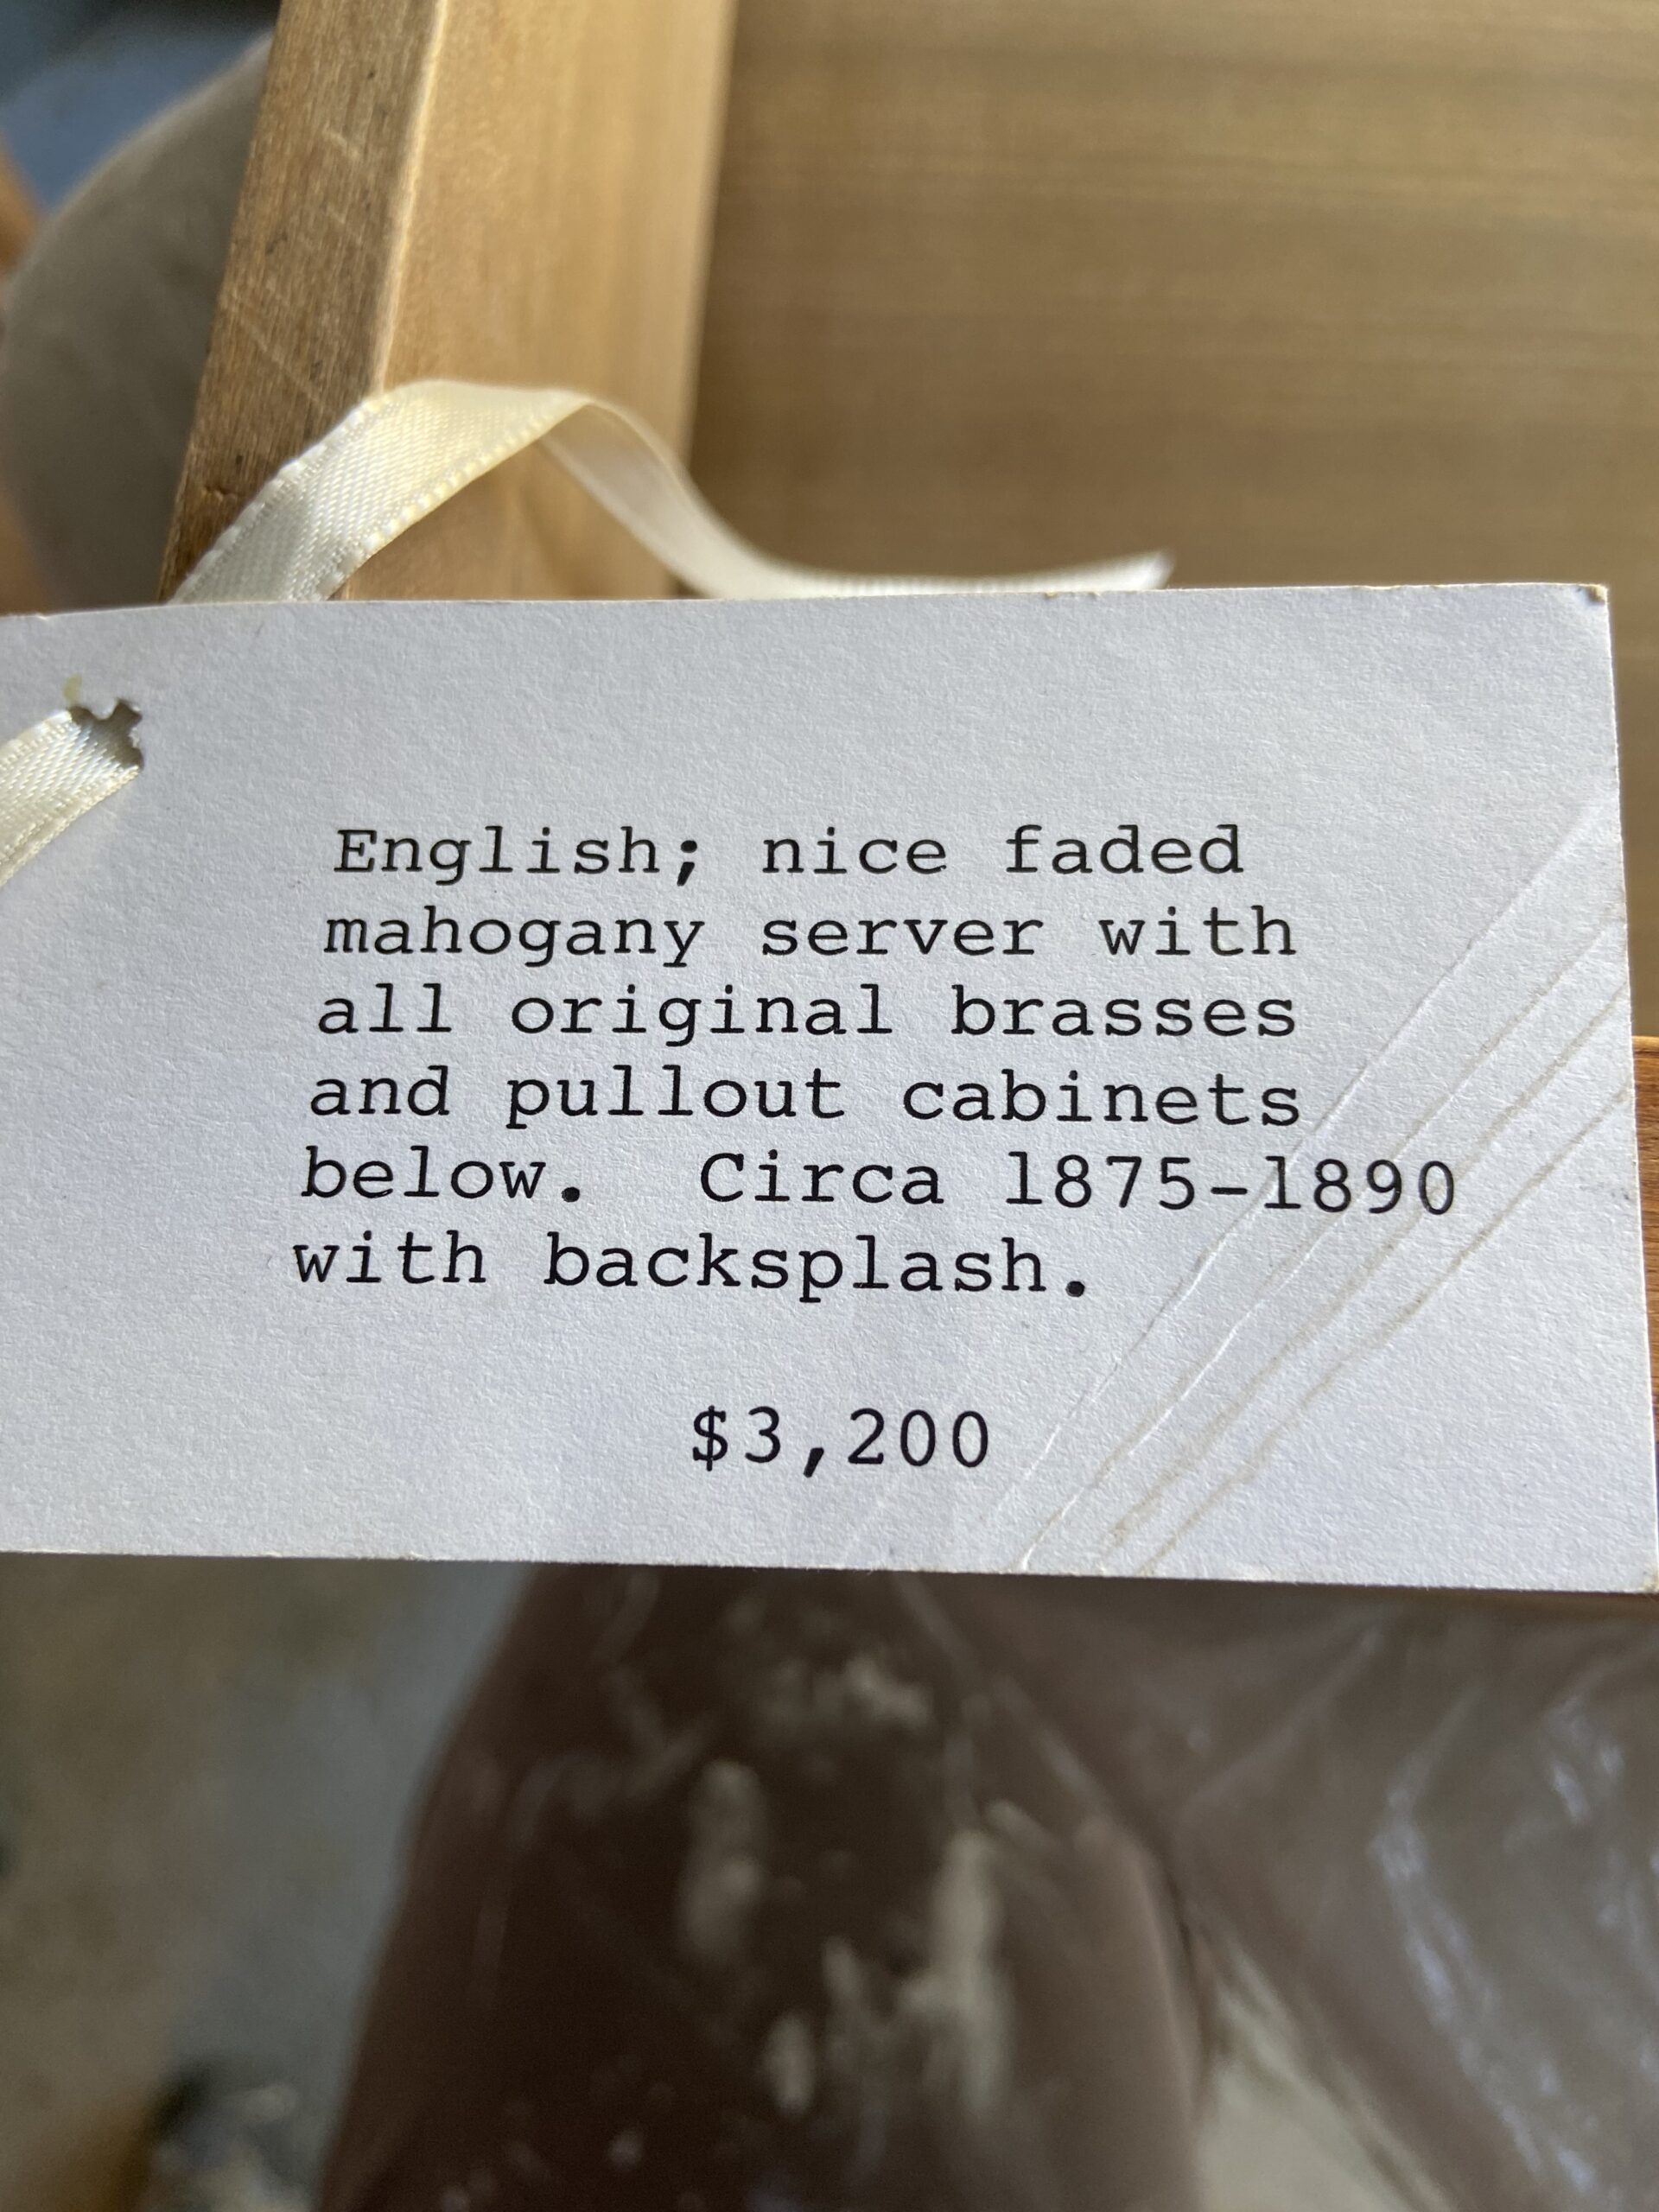 English; nice faded
mahogany server with
all original brasses
and pullout cabinets
below. Circa 1875-1890
with backsplash.
$3,200